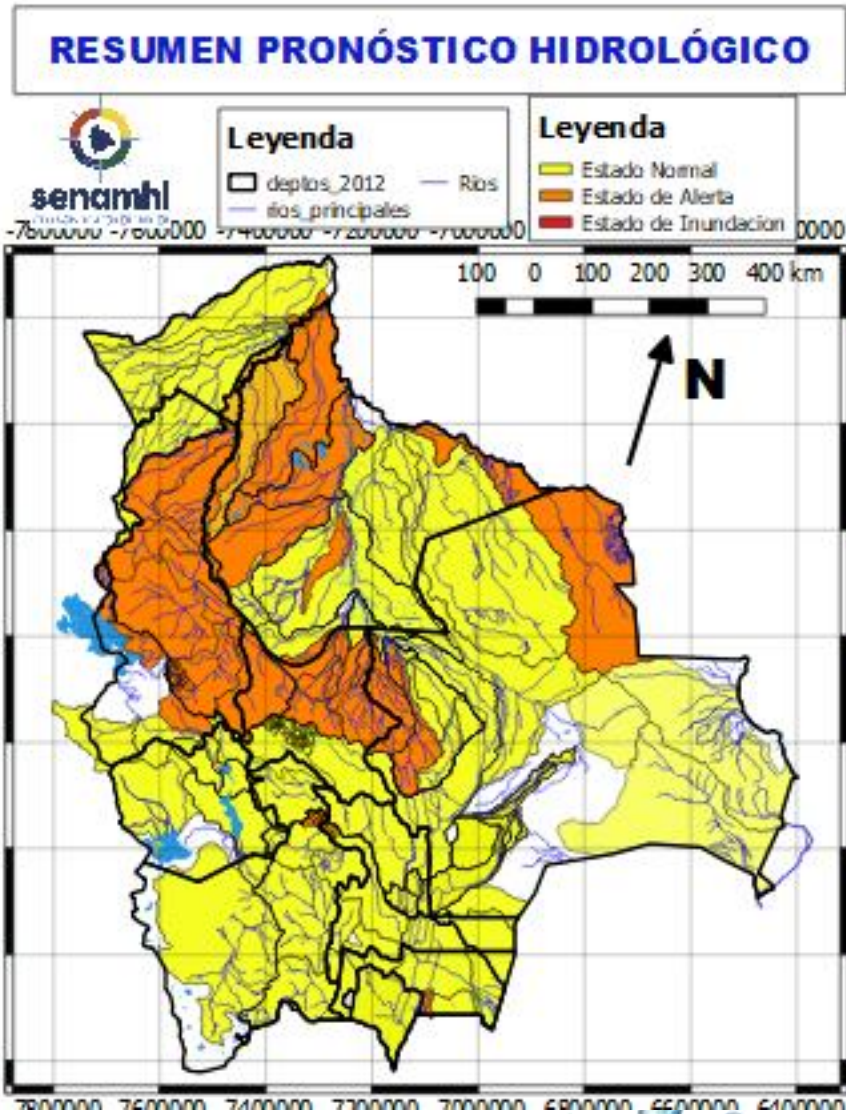 RESUMEN PRONÓSTICO HIDROLÓGICO
senamhi
Leyenda
deptos_2012
Rios
rios_principales
Leyenda
Estado Normal
Estado de Alerta
Estado de Inundacion
-7800000 -7600000 -7400000 -7200000 -7000000
100 0 100 200 300 400 km
N
-7800000 -7600000 -7400000 -7200000 -7000000 -6800000 -6600000 -6400000